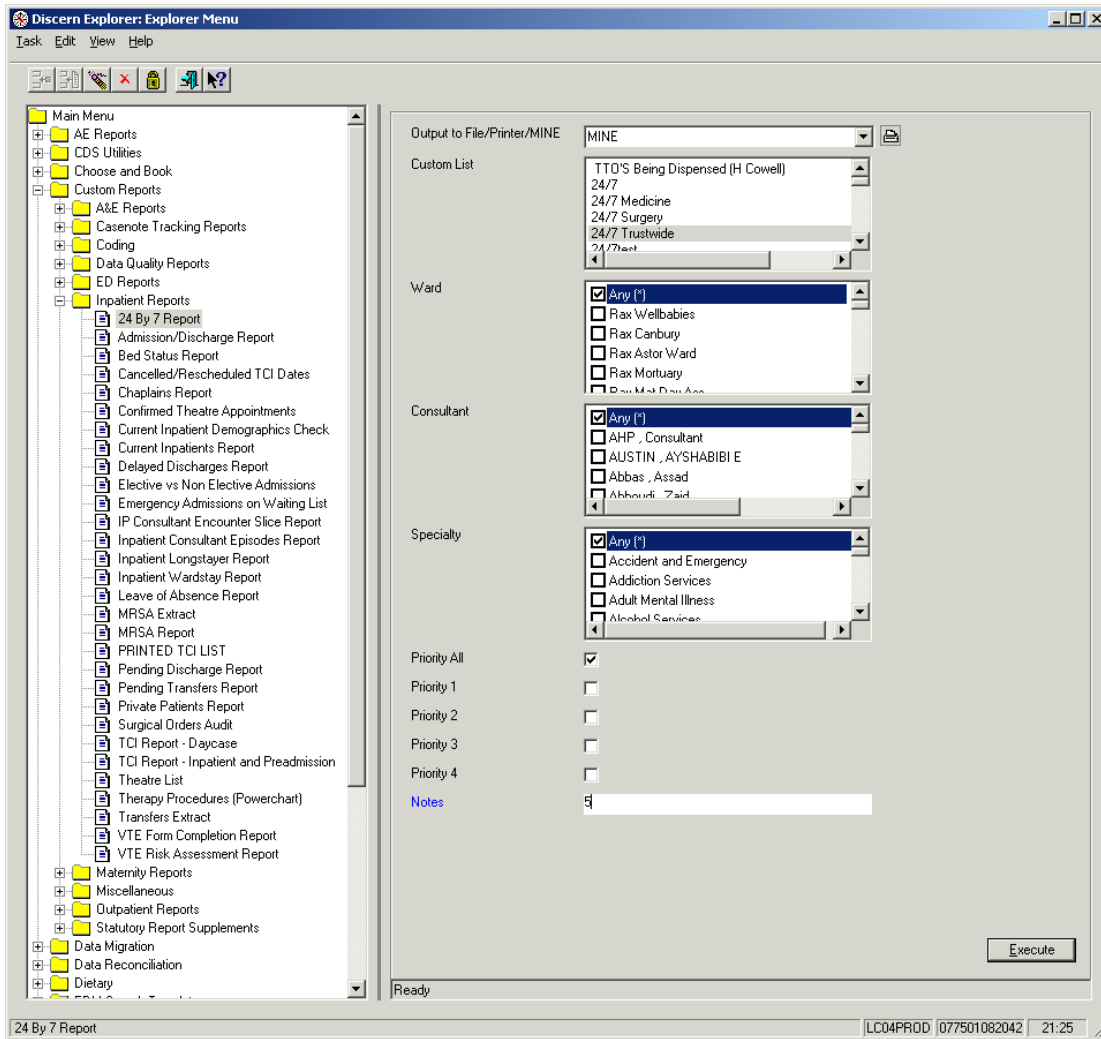 Discern Explorer: Explorer Menu
Task Edit View Help
Main Menu
AE Reports
CDS Utilities
Choose and Book
Custom Reports
A&E Reports
Casenote Tracking Reports
Coding
Data Quality Reports
ED Reports
Inpatient Reports
24 By 7 Report
Admission/Discharge Report
Bed Status Report
Cancelled/Rescheduled TCI Dates
Chaplains Report
Confirmed Theatre Appointments
Current Inpatient Demographics Check
Current Inpatients Report
Delayed Discharges Report
Elective vs Non Elective Admissions
Emergency Admissions on Waiting List
IP Consultant Encounter Slice Report
Inpatient Consultant Episodes Report
Inpatient Longstayer Report
Inpatient Wardstay Report
Leave of Absence Report
MRSA Extract
MRSA Report
PRINTED TCI LIST
Pending Discharge Report
Pending Transfers Report
Private Patients Report
Surgical Orders Audit
TCI Report - Daycase
TCI Report - Inpatient and Preadmission
Theatre List
Therapy Procedures (Powerchart)
Transfers Extract
VTE Form Completion Report
VTE Risk Assessment Report
Maternity Reports
Miscellaneous
Outpatient Reports
Statutory Report Supplements
Data Migration
Data Reconciliation
Dietary
Output to File/Printer/MINE
MINE
Custom List
TTO'S Being Dispensed (H Cowell)
24/7
24/7 Medicine
24/7 Surgery
24/7 Trustwide
24/7test
Ward
Any (*)
Rax Wellbabies
Rax Canbury
Rax Astor Ward
Rax Mortuary
Rax Mat Day Ass
Consultant
Any (*)
AHP , Consultant
AUSTIN , AYSHABIBI E
Abbas , Assad
Abboudi , Zaid
Specialty
Any (*)
Accident and Emergency
Addiction Services
Adult Mental Illness
Alcohol Services
Priority All
Priority 1
Priority 2
Priority 3
Priority 4
Notes
5
Execute
Ready
24 By 7 Report
LC04PROD
077501082042
21:25